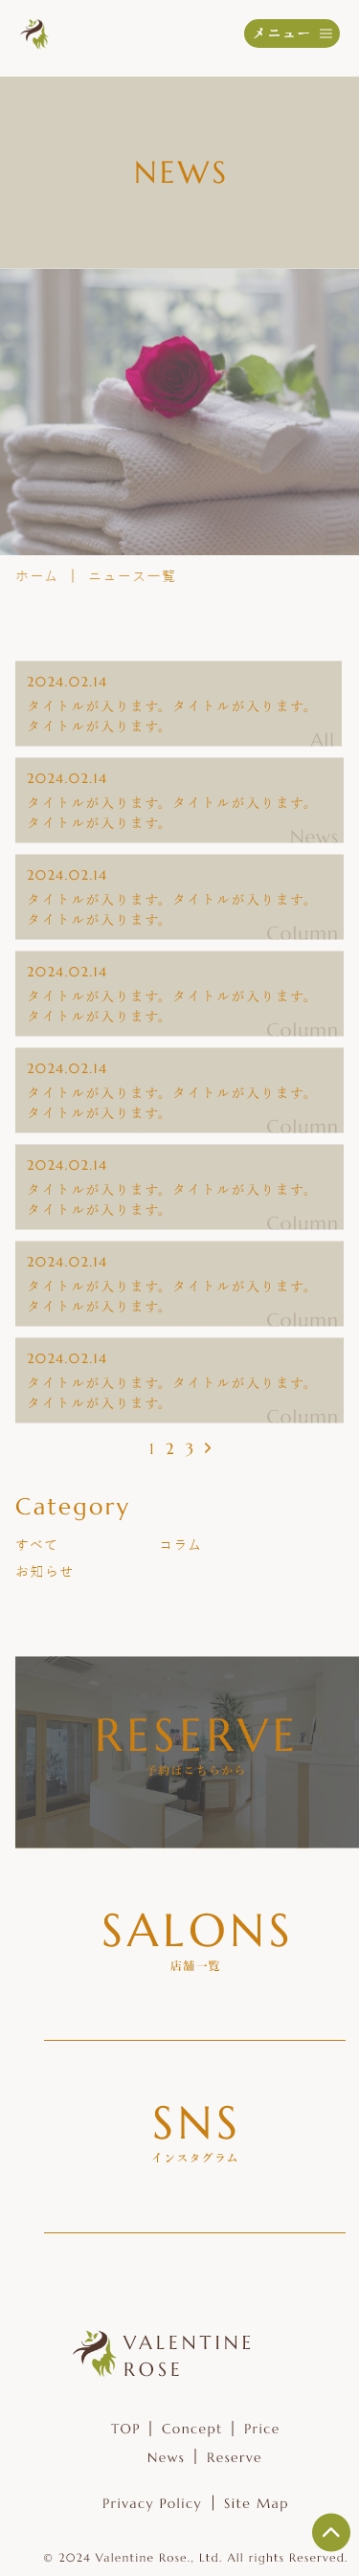 メニュー
NEWS
ホーム | ニュース一覧
2024.02.14
タイトルが入ります。タイトルが入ります。
タイトルが入ります。
All
2024.02.14
タイトルが入ります。タイトルが入ります。
タイトルが入ります。
News
2024.02.14
タイトルが入ります。タイトルが入ります。
タイトルが入ります。
Column
2024.02.14
タイトルが入ります。タイトルが入ります。
タイトルが入ります。
Column
2024.02.14
タイトルが入ります。タイトルが入ります。
タイトルが入ります。
Column
2024.02.14
タイトルが入ります。タイトルが入ります。
タイトルが入ります。
Column
2024.02.14
タイトルが入ります。タイトルが入ります。
タイトルが入ります。
Column
2024.02.14
タイトルが入ります。タイトルが入ります。
タイトルが入ります。
Column
1 2 3 >
Category
すべて コラム
お知らせ
RESERVE
予約はこちらから
SALONS
店舗一覧
SNS
インスタグラム
VALENTINE
ROSE
TOP | Concept | Price
News | Reserve
Privacy Policy | Site Map
© 2024 Valentine Rose., Ltd. All rights Reserved.